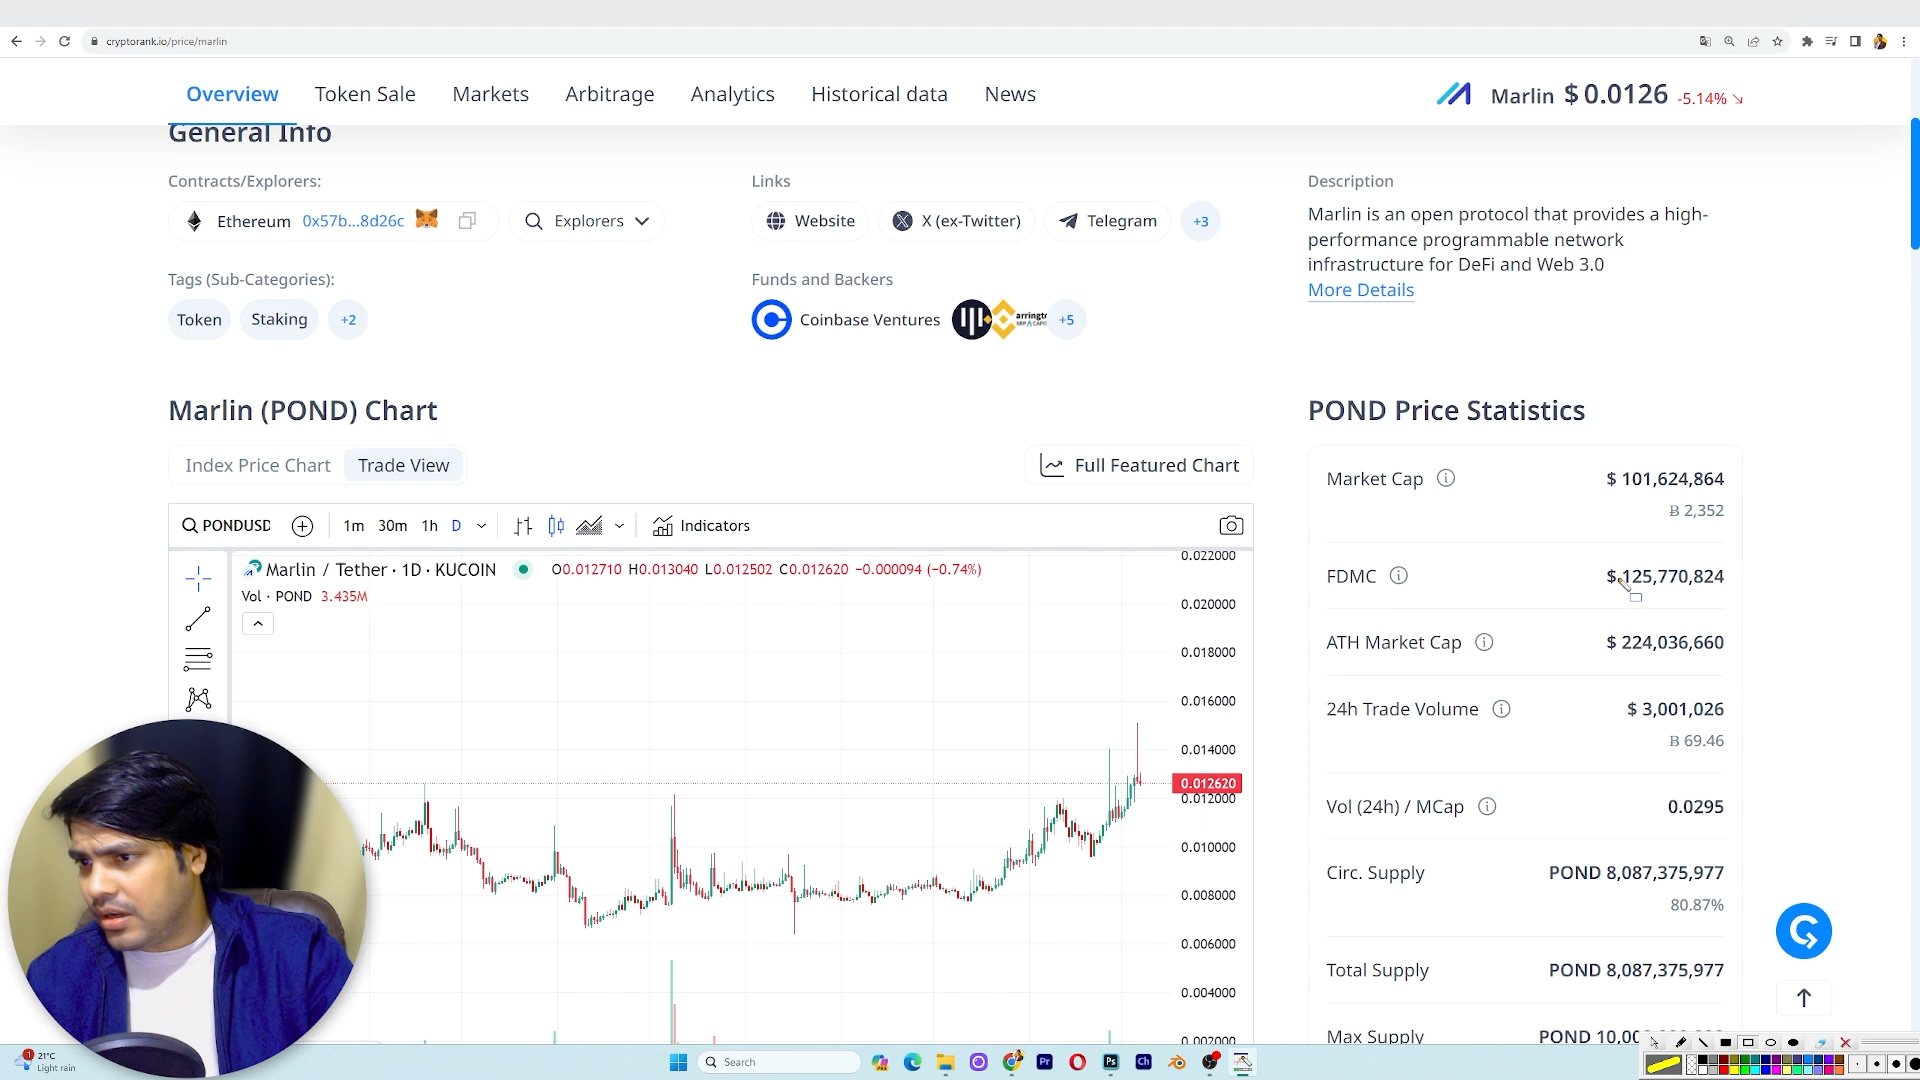 cryptorank.io/price/marlin
Overview
Token Sale
Markets
Arbitrage
Analytics
Historical data
News
Marlin $ 0.0126 -5.14%
General Info
Contracts/Explorers:
Ethereum 0x57b...8d26c
Explorers
Links
Website
X (ex-Twitter)
Telegram
+3
Description
Marlin is an open protocol that provides a high-
performance programmable network
infrastructure for DeFi and Web 3.0
More Details
Tags (Sub-Categories):
Token
Staking
+2
Funds and Backers
Coinbase Ventures
+5
Marlin (POND) Chart
Index Price Chart
Trade View
Full Featured Chart
PONDUSD
1m 30m 1h D
Indicators
Marlin / Tether · 1D · KUCOIN
O0.012710 H0.013040 L0.012502 C0.012620 −0.000094 (−0.74%)
Vol · POND 3.435M
0.022000
0.020000
0.018000
0.016000
0.014000
0.012620
0.012000
0.010000
0.008000
0.006000
0.004000
0.002000
POND Price Statistics
Market Cap $ 101,624,864
Ƀ 2,352
FDMC $ 125,770,824
ATH Market Cap $ 224,036,660
24h Trade Volume $ 3,001,026
Ƀ 69.46
Vol (24h) / MCap 0.0295
Circ. Supply POND 8,087,375,977
80.87%
Total Supply POND 8,087,375,977
Max Supply POND
1
21°C
Light rain
Search
Pr
Ps
Ch